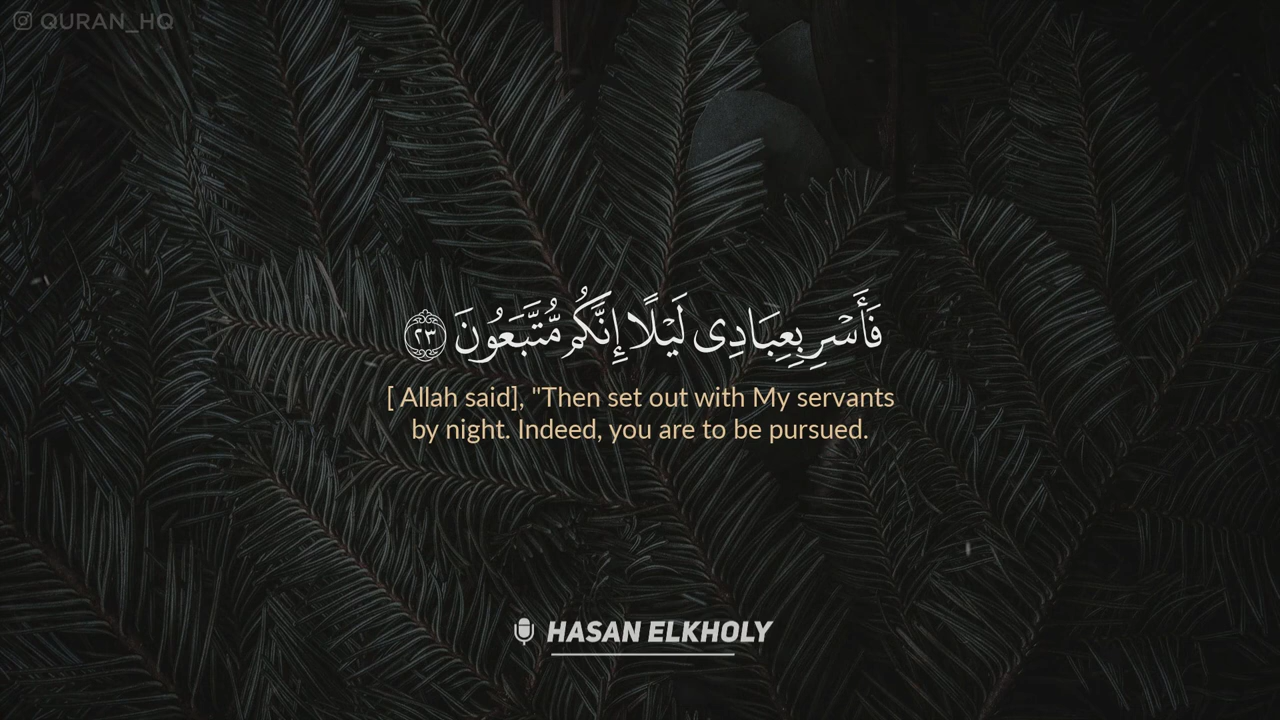 QURAN_HQ
فَأَسْرِ بِعِبَادِى لَيْلًا إِنَّكُم مُّتَّبَعُونَ ٢٣
[ Allah said], "Then set out with My servants
by night. Indeed, you are to be pursued.
HASAN ELKHOLY